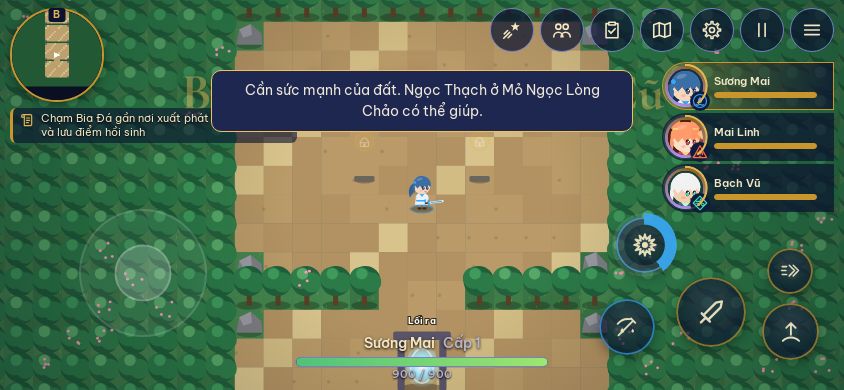 B
Chạm Bia Đá gần nơi xuất phát
và lưu điểm hồi sinh
Cần sức mạnh của đất. Ngọc Thạch ở Mỏ Ngọc Lòng
Chảo có thể giúp.
Sương Mai
Mai Linh
Bạch Vũ
Lối ra
Sương Mai Cấp 1
900 / 900